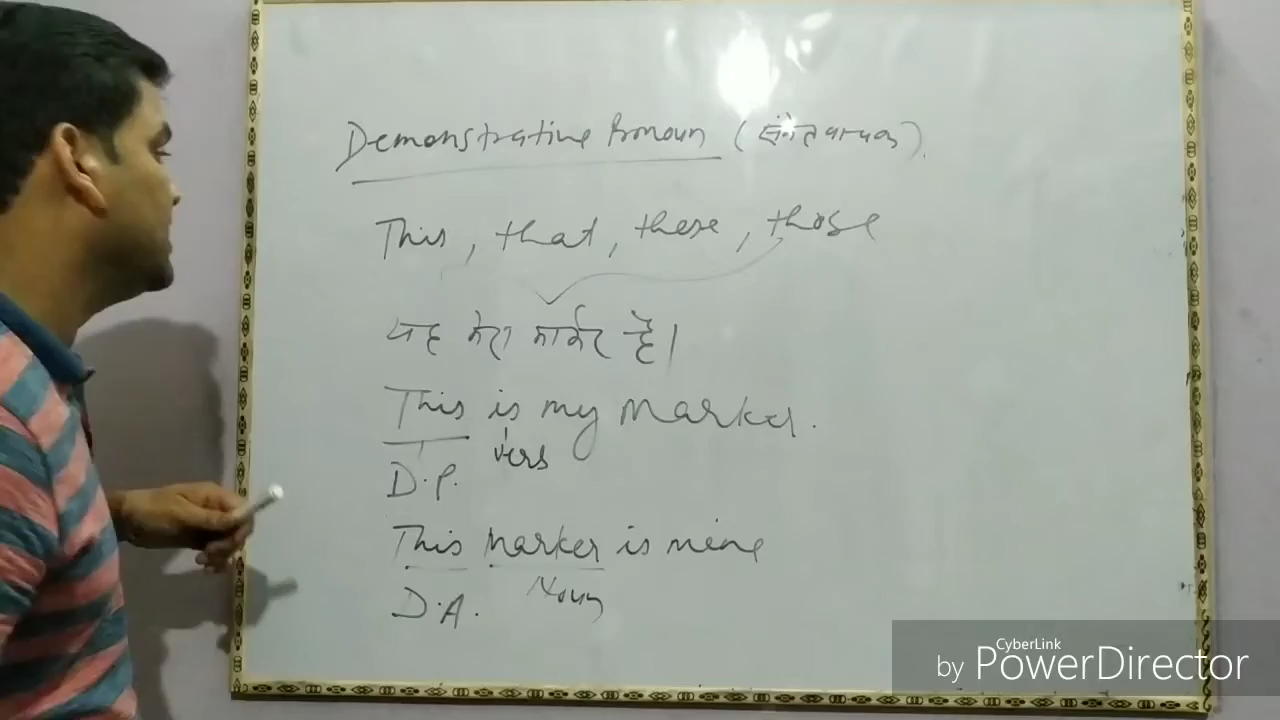 Demonstrative Pronoun (संकेतवाचक).
This, that, these, those
यह मेरा मार्कर है।
This is my Marker.
verb
D.P.
This Marker is mine
D.A. Noun
CyberLink
by PowerDirector